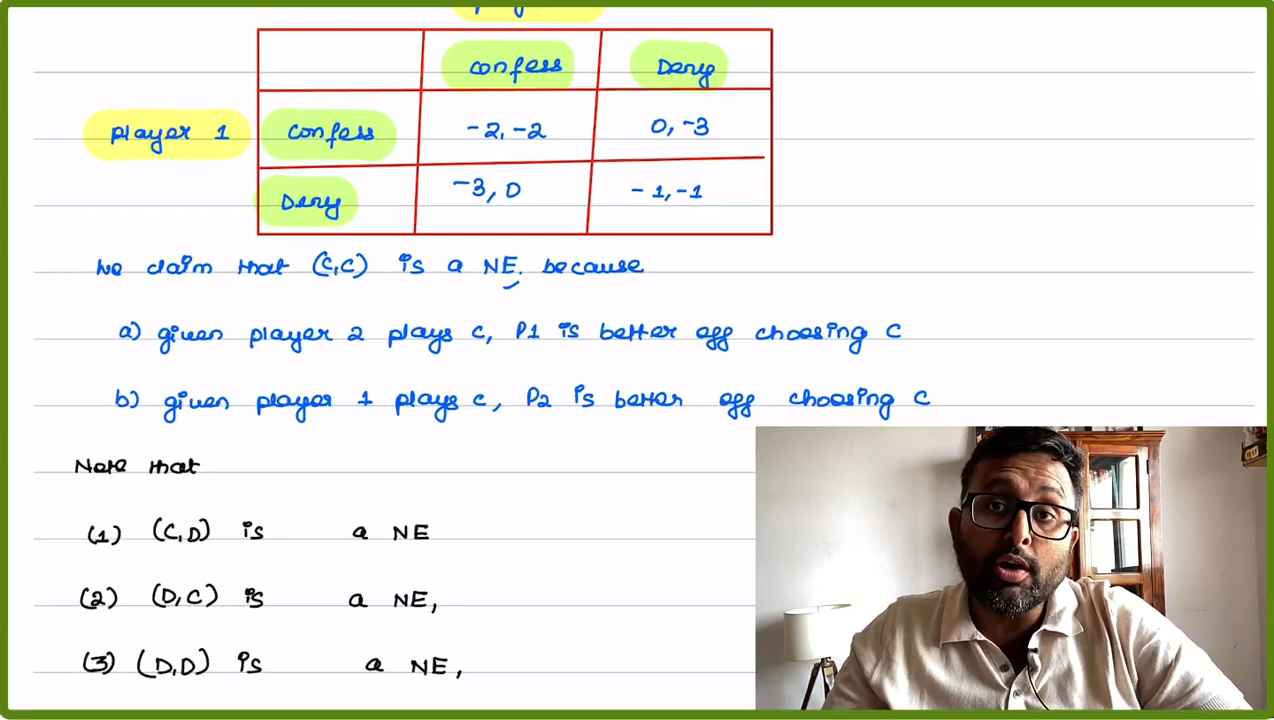 Confess Deny
Player 1 Confess -2, -2 0, -3
Deny -3, 0 -1, -1
We claim that (C,C) is a NE. because
a) given player 2 plays C, P1 is better off choosing C
b) given player 1 plays C, P2 is better off choosing C
Note that
(1) (C,D) is a NE
(2) (D,C) is a NE,
(3) (D,D) is a NE,